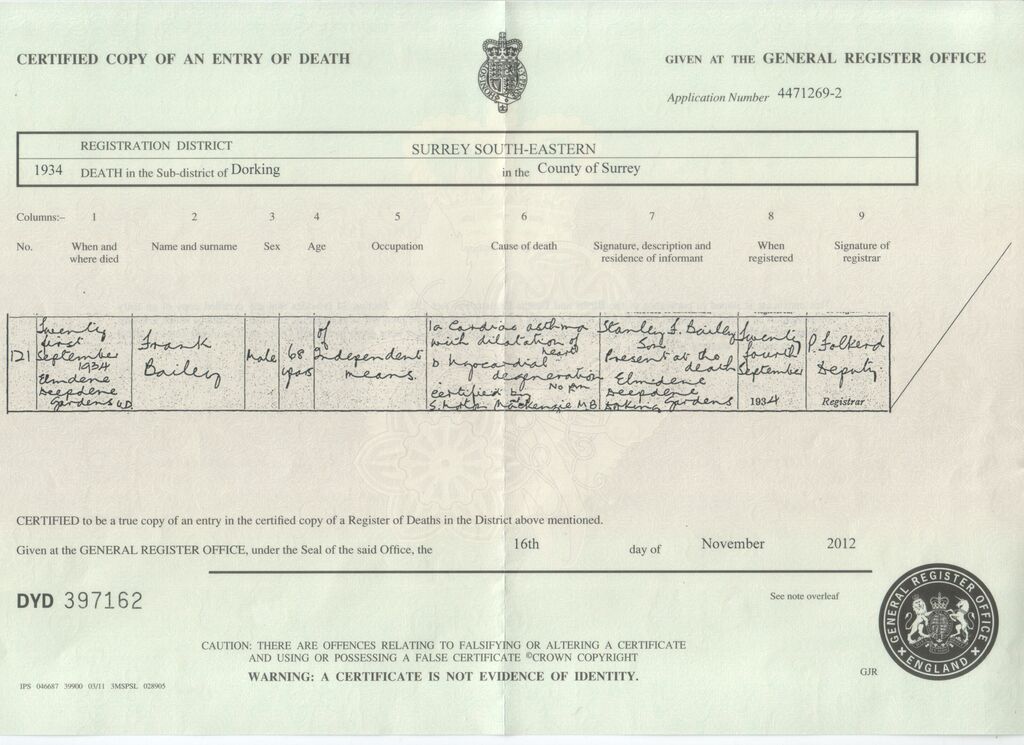 CERTIFIED COPY OF AN ENTRY OF DEATH
GIVEN AT THE GENERAL REGISTER OFFICE
Application Number 4471269-2
REGISTRATION DISTRICT SURREY SOUTH-EASTERN
1934 DEATH in the Sub-district of Dorking in the County of Surrey
Columns:– 1 2 3 4 5 6 7 8 9
No. When and where died Name and surname Sex Age Occupation Cause of death Signature, description and residence of informant When registered Signature of registrar
121
Twenty
first
September
1934
Elmdene
Deepdene
Gardens U.D.
Frank
Bailey
Male
68
years
of
Independent
means
1a Cardiac asthma
with dilatation of
heart
b Myocardial
degeneration
No P.M.
certified by
Mackenzie MB
Stanley F. Bailey
Son
Present at the
death
Elmdene
Deepdene
Gardens
Dorking
Twenty
fourth
September
1934
P. Folkerd
Deputy
Registrar
CERTIFIED to be a true copy of an entry in the certified copy of a Register of Deaths in the District above mentioned.
Given at the GENERAL REGISTER OFFICE, under the Seal of the said Office, the 16th day of November 2012
DYD 397162
See note overleaf
CAUTION: THERE ARE OFFENCES RELATING TO FALSIFYING OR ALTERING A CERTIFICATE
AND USING OR POSSESSING A FALSE CERTIFICATE ©CROWN COPYRIGHT
WARNING: A CERTIFICATE IS NOT EVIDENCE OF IDENTITY.
GENERAL REGISTER OFFICE
ENGLAND
GJR
IPS 046687 39900 03/11 3MSPSL 028905